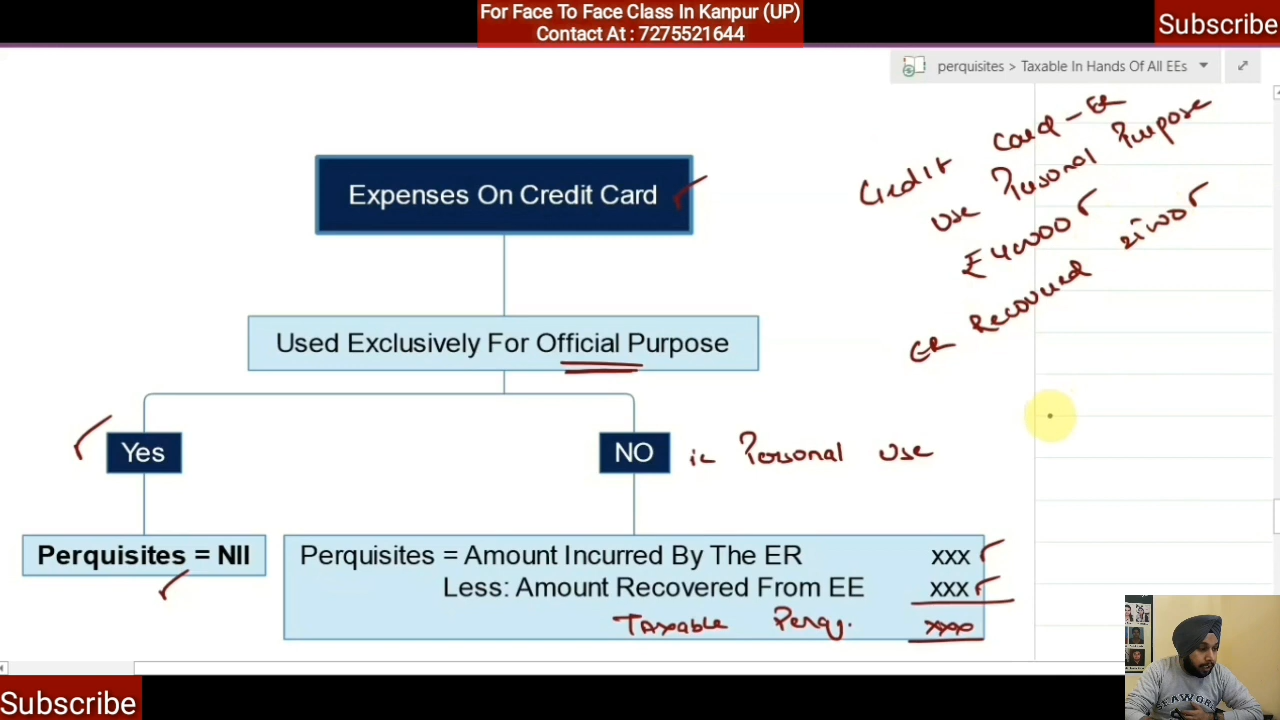 For Face To Face Class In Kanpur (UP)
Contact At : 7275521644
Subscribe
perquisites > Taxable In Hands Of All EEs
Credit Card - ER
use Personal Purpose
ER Recovered
Expenses On Credit Card
Used Exclusively For Official Purpose
Yes
NO ie Personal use
Perquisites = Nil
Perquisites = Amount Incurred By The ER xxx
Less: Amount Recovered From EE xxx
Taxable Perq. xxx
Subscribe